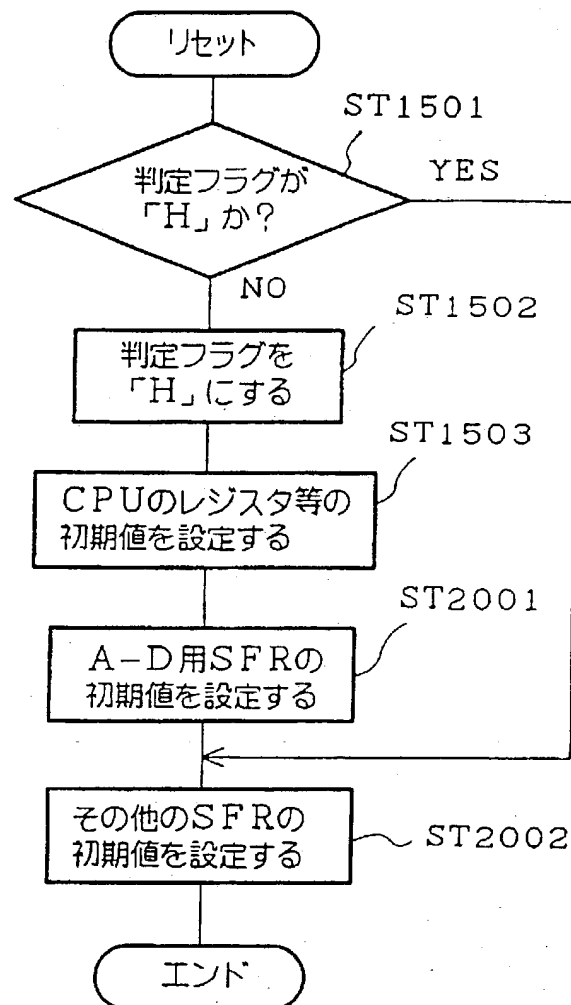 リセット
ST1501
判定フラグが
「H」か?
YES
NO
ST1502
判定フラグを
「H」にする
ST1503
CPUのレジスタ等の
初期値を設定する
ST2001
A-D用SFRの
初期値を設定する
その他のSFRの
初期値を設定する
ST2002
エンド